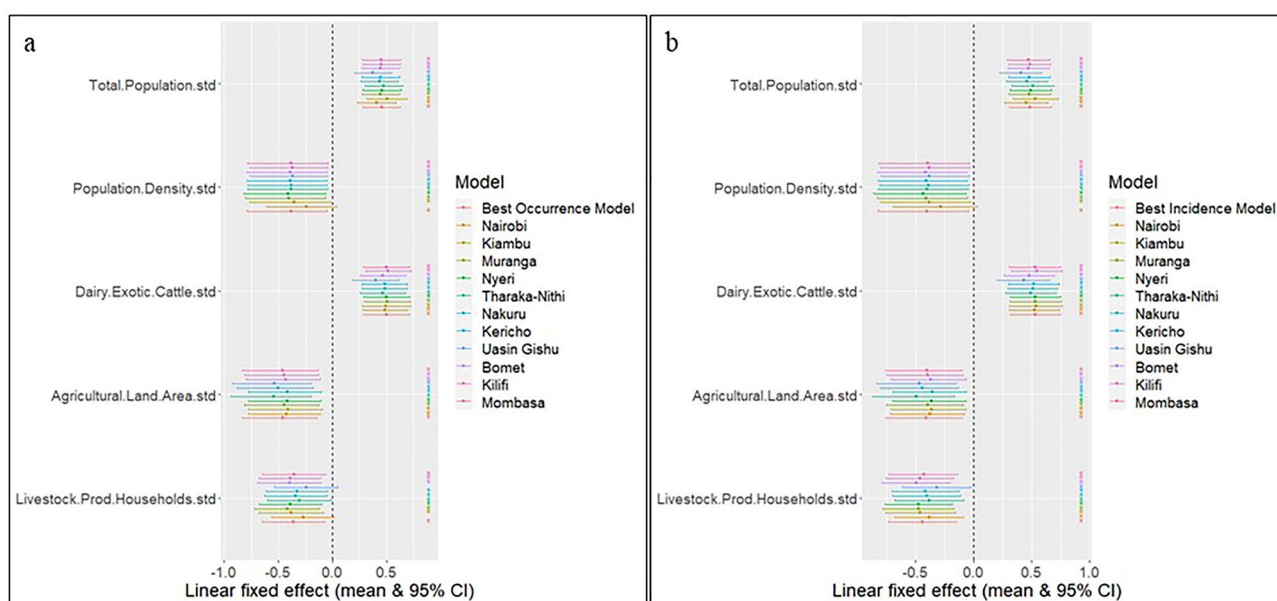 a
Total.Population.std
Population.Density.std
Dairy.Exotic.Cattle.std
Agricultural.Land.Area.std
Livestock.Prod.Households.std
-1.0 -0.5 0.0 0.5
Linear fixed effect (mean & 95% CI)
Model
Best Occurrence Model
Nairobi
Kiambu
Muranga
Nyeri
Tharaka-Nithi
Nakuru
Kericho
Uasin Gishu
Bomet
Kilifi
Mombasa
b
Total.Population.std
Population.Density.std
Dairy.Exotic.Cattle.std
Agricultural.Land.Area.std
Livestock.Prod.Households.std
-0.5 0.0 0.5 1.0
Linear fixed effect (mean & 95% CI)
Model
Best Incidence Model
Nairobi
Kiambu
Muranga
Nyeri
Tharaka-Nithi
Nakuru
Kericho
Uasin Gishu
Bomet
Kilifi
Mombasa